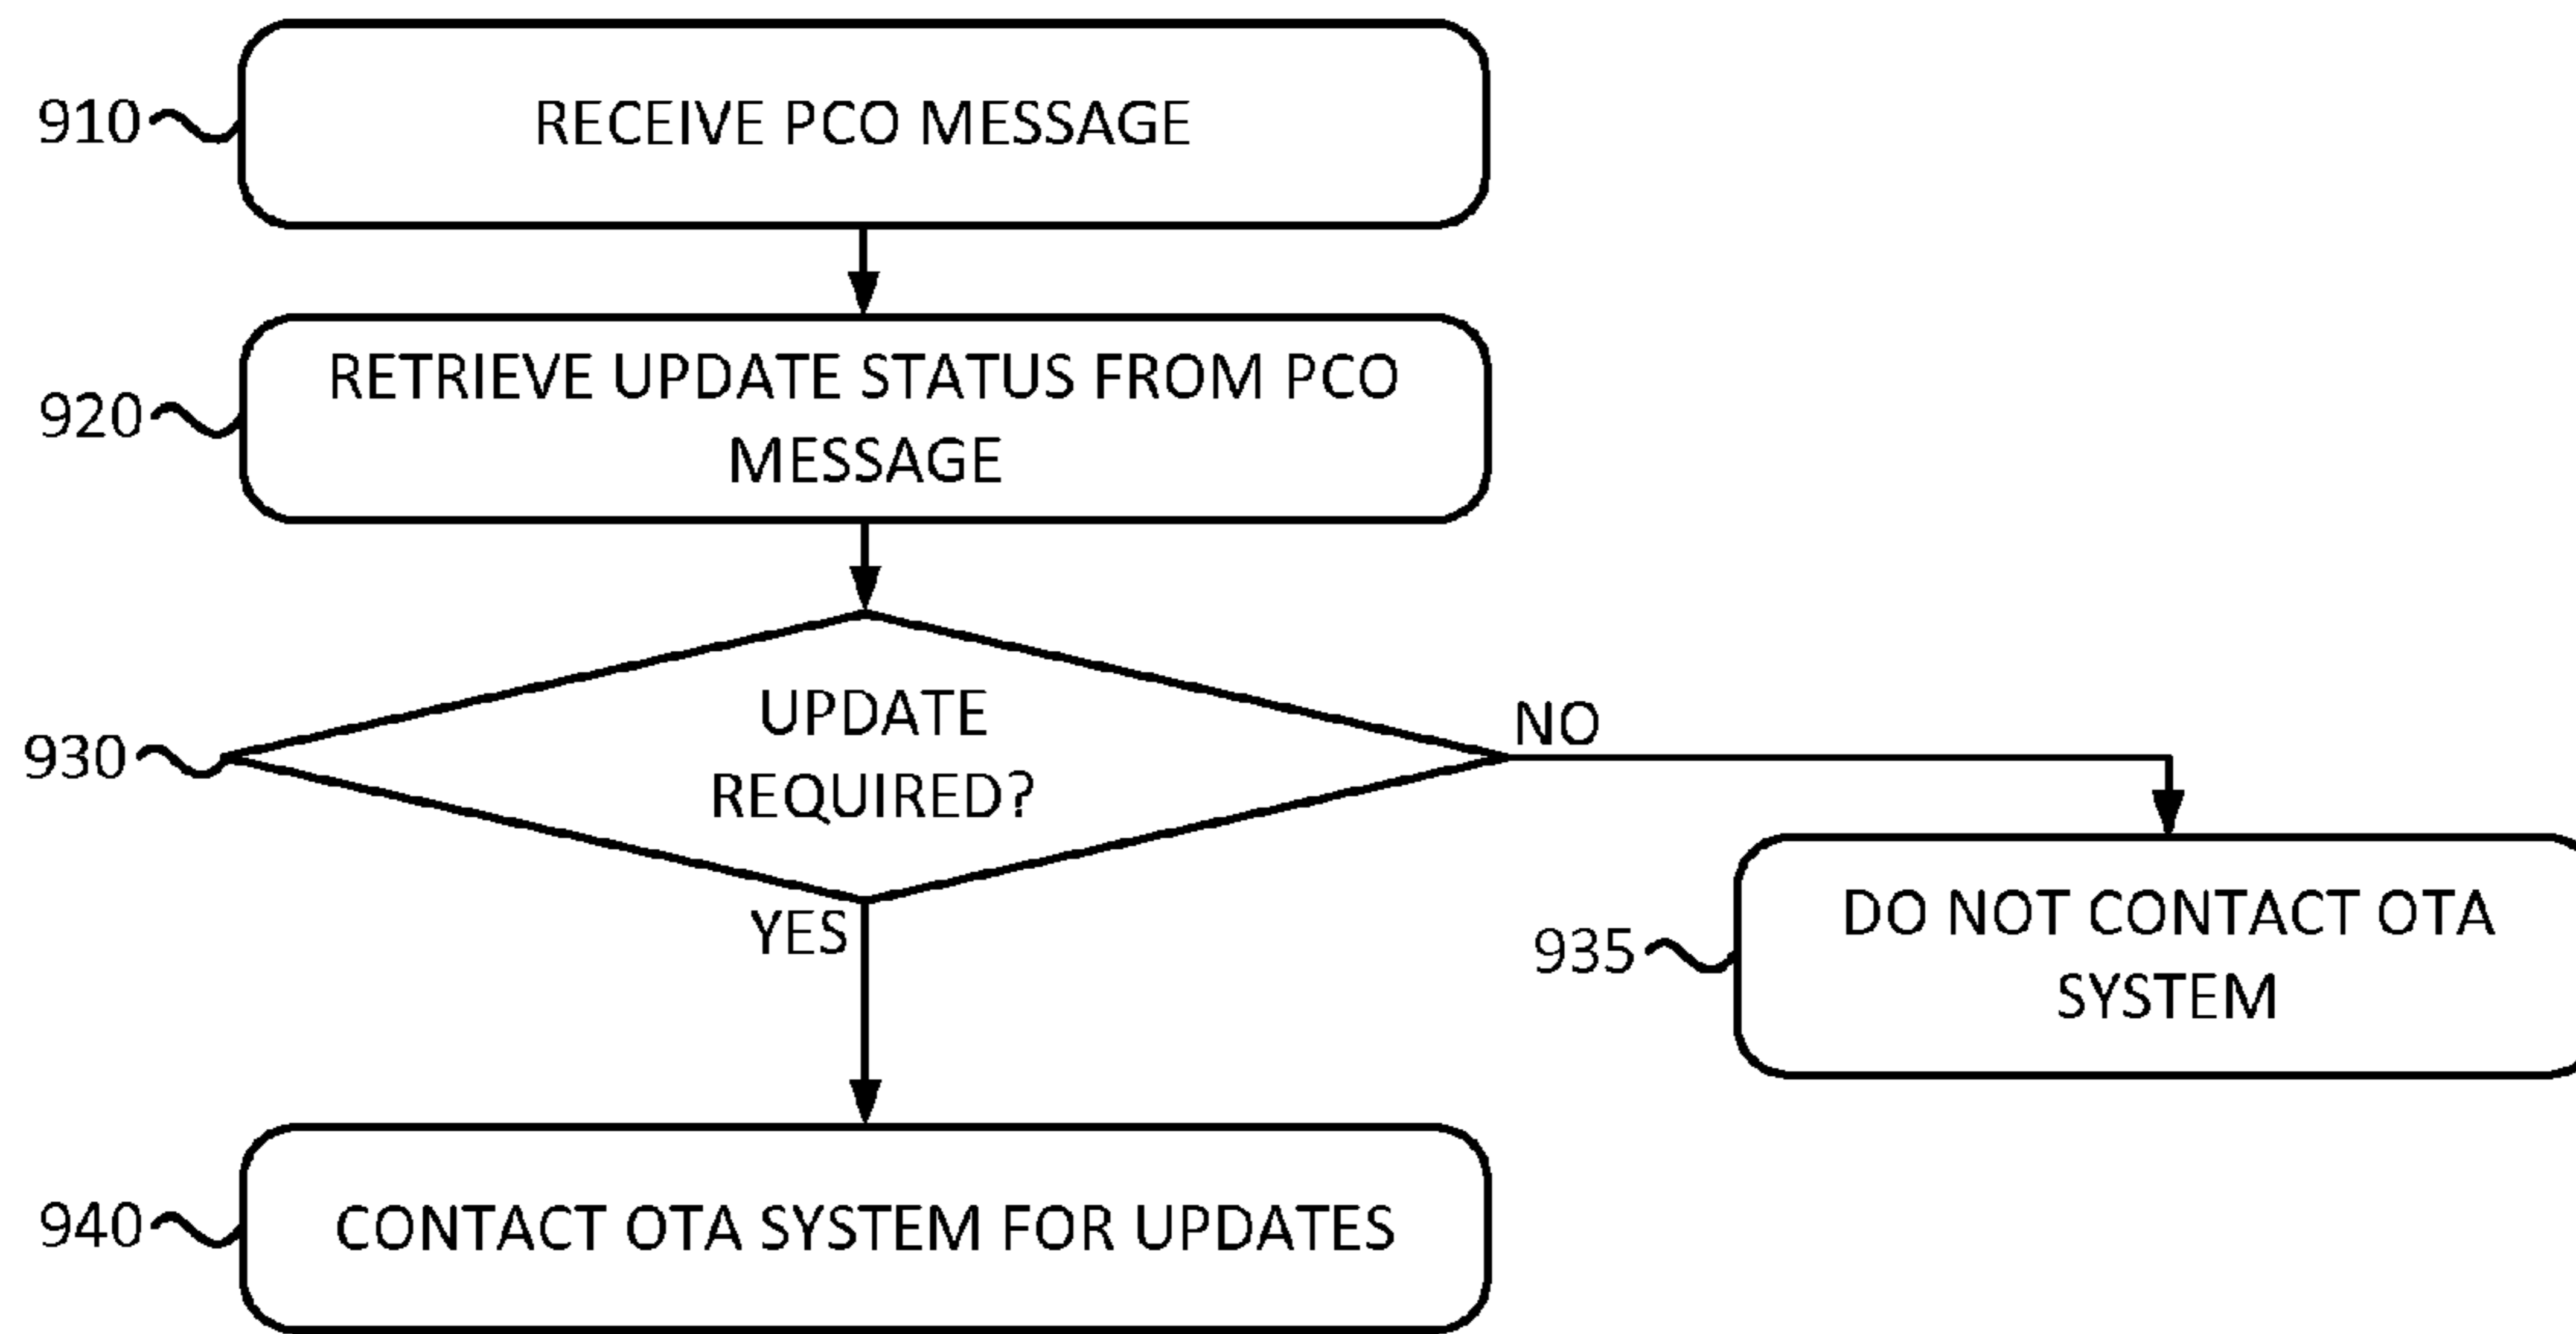 910
RECEIVE PCO MESSAGE
920
RETRIEVE UPDATE STATUS FROM PCO
MESSAGE
930
UPDATE
REQUIRED?
NO
YES
935
DO NOT CONTACT OTA
SYSTEM
940
CONTACT OTA SYSTEM FOR UPDATES